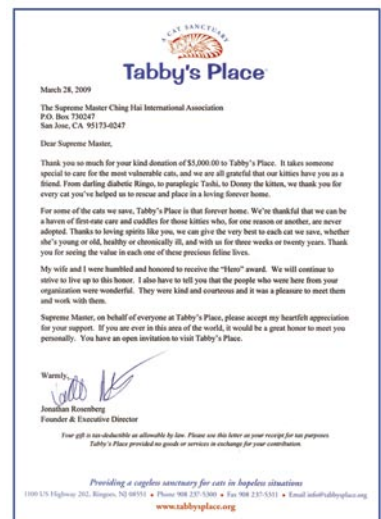 A CAT SANCTUARY
Tabby's Place
March 28, 2009
The Supreme Master Ching Hai International Association
P.O. Box 730247
San Jose, CA 95173-0247
Dear Supreme Master,
Thank you so much for your kind donation of $5,000.00 to Tabby's Place. It takes someone
special to care for the most vulnerable cats, and we are all grateful that our kitties have you as a
friend. From darling diabetic Ringo, to paraplegic Tashi, to Donny the kitten, we thank you for
every cat you've helped us to rescue and place in a loving forever home.
For some of the cats we save, Tabby's Place is that forever home. We're thankful that we can be
a haven of first-rate care and cuddles for those kitties who, for one reason or another, are never
adopted. Thanks to loving spirits like you, we can give the very best to each cat we save, whether
she's young or old, healthy or chronically ill, and with us for three weeks or twenty years. Thank
you for seeing the value in each one of these precious feline lives.
My wife and I were humbled and honored to receive the "Hero" award. We will continue to
strive to live up to this honor. I also have to tell you that the people who were here from your
organization were wonderful. They were kind and courteous and it was a pleasure to meet them
and work with them.
Supreme Master, on behalf of everyone at Tabby's Place, please accept my heartfelt appreciation
for your support. If you are ever in this area of the world, it would be a great honor to meet you
personally. You have an open invitation to visit Tabby's Place.
Warmly,
Jonathan Rosenberg
Founder & Executive Director
Your gift is tax-deductible as allowable by law. Please use this letter as your receipt for tax purposes
Tabby's Place provided no goods or services in exchange for your contribution.
Providing a cageless sanctuary for cats in hopeless situations
1100 US Highway 202, Ringoes, NJ 08551 • Phone 908 237-5300 • Fax 908 237-5311 • Email info@tabbysplace.org
www.tabbysplace.org